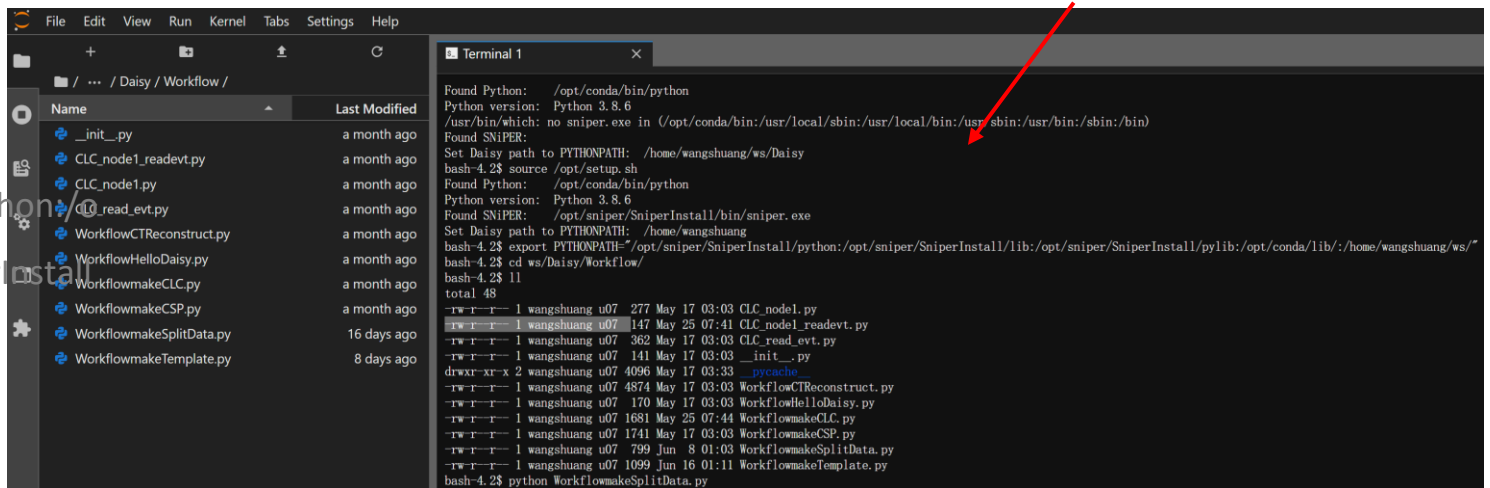 File Edit View Run Kernel Tabs Settings Help
/ ··· / Daisy / Workflow /
Name Last Modified
__init__.py a month ago
CLC_node1_readevt.py a month ago
CLC_node1.py a month ago
CLC_read_evt.py a month ago
WorkflowCTReconstruct.py a month ago
WorkflowHelloDaisy.py a month ago
WorkflowmakeCLC.py a month ago
WorkflowmakeCSP.py a month ago
WorkflowmakeSplitData.py 16 days ago
WorkflowmakeTemplate.py 8 days ago
hon:/o
Install
Terminal 1
Found Python: /opt/conda/bin/python
Python version: Python 3.8.6
/usr/bin/which: no sniper.exe in (/opt/conda/bin:/usr/local/sbin:/usr/local/bin:/usr/sbin:/usr/bin:/sbin:/bin)
Found SNiPER:
Set Daisy path to PYTHONPATH: /home/wangshuang/ws/Daisy
bash-4.2$ source /opt/setup.sh
Found Python: /opt/conda/bin/python
Python version: Python 3.8.6
Found SNiPER: /opt/sniper/SniperInstall/bin/sniper.exe
Set Daisy path to PYTHONPATH: /home/wangshuang
bash-4.2$ export PYTHONPATH="/opt/sniper/SniperInstall/python:/opt/sniper/SniperInstall/lib:/opt/sniper/SniperInstall/pylib:/opt/conda/lib/:/home/wangshuang/ws/"
bash-4.2$ cd ws/Daisy/Workflow/
bash-4.2$ ll
total 48
-rw-r--r-- 1 wangshuang u07 277 May 17 03:03 CLC_node1.py
-rw-r--r-- 1 wangshuang u07 147 May 25 07:41 CLC_node1_readevt.py
-rw-r--r-- 1 wangshuang u07 362 May 17 03:03 CLC_read_evt.py
-rw-r--r-- 1 wangshuang u07 141 May 17 03:03 __init__.py
drwxr-xr-x 2 wangshuang u07 4096 May 17 03:33 __pycache__
-rw-r--r-- 1 wangshuang u07 4874 May 17 03:03 WorkflowCTReconstruct.py
-rw-r--r-- 1 wangshuang u07 170 May 17 03:03 WorkflowHelloDaisy.py
-rw-r--r-- 1 wangshuang u07 1681 May 25 07:44 WorkflowmakeCLC.py
-rw-r--r-- 1 wangshuang u07 1741 May 17 03:03 WorkflowmakeCSP.py
-rw-r--r-- 1 wangshuang u07 799 Jun 8 01:03 WorkflowmakeSplitData.py
-rw-r--r-- 1 wangshuang u07 1099 Jun 16 01:11 WorkflowmakeTemplate.py
bash-4.2$ python WorkflowmakeSplitData.py